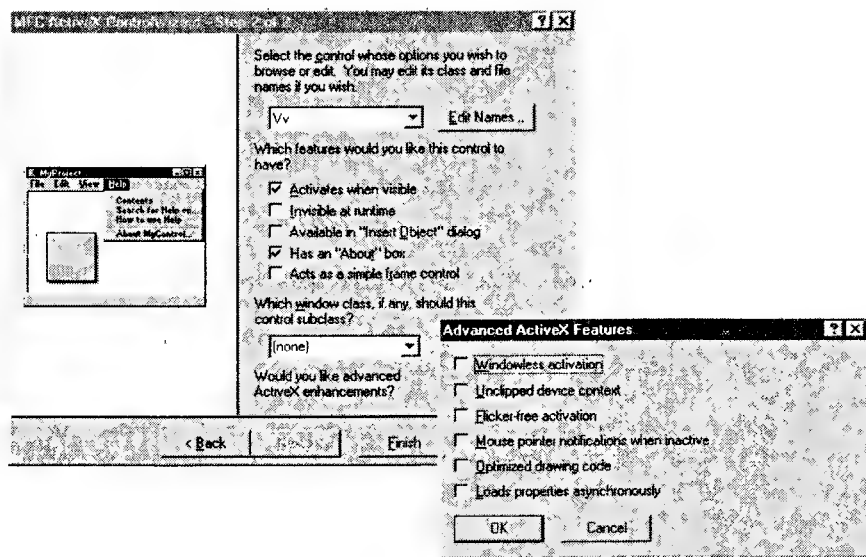 MFC ActiveX ControlWizard - Step 2 of 2
Select the control whose options you wish to
browse or edit. You may edit its class and file
names if you wish.
Vv
Edit Names ..
Which features would you like this control to
have?
Activates when visible
Invisible at runtime
Available in "Insert Object" dialog
Has an "About" box
Acts as a simple frame control
Which window class, if any, should this
control subclass?
(none)
Would you like advanced
ActiveX enhancements?
< Back
Finish
MyProject
File Edit View Help
Contents
Search for Help on...
How to use Help
About MyControl...
Advanced ActiveX Features
Windowless activation
Unclipped device context
Flicker-free activation
Mouse pointer notifications when inactive
Optimized drawing code
Loads properties asynchronously
OK
Cancel